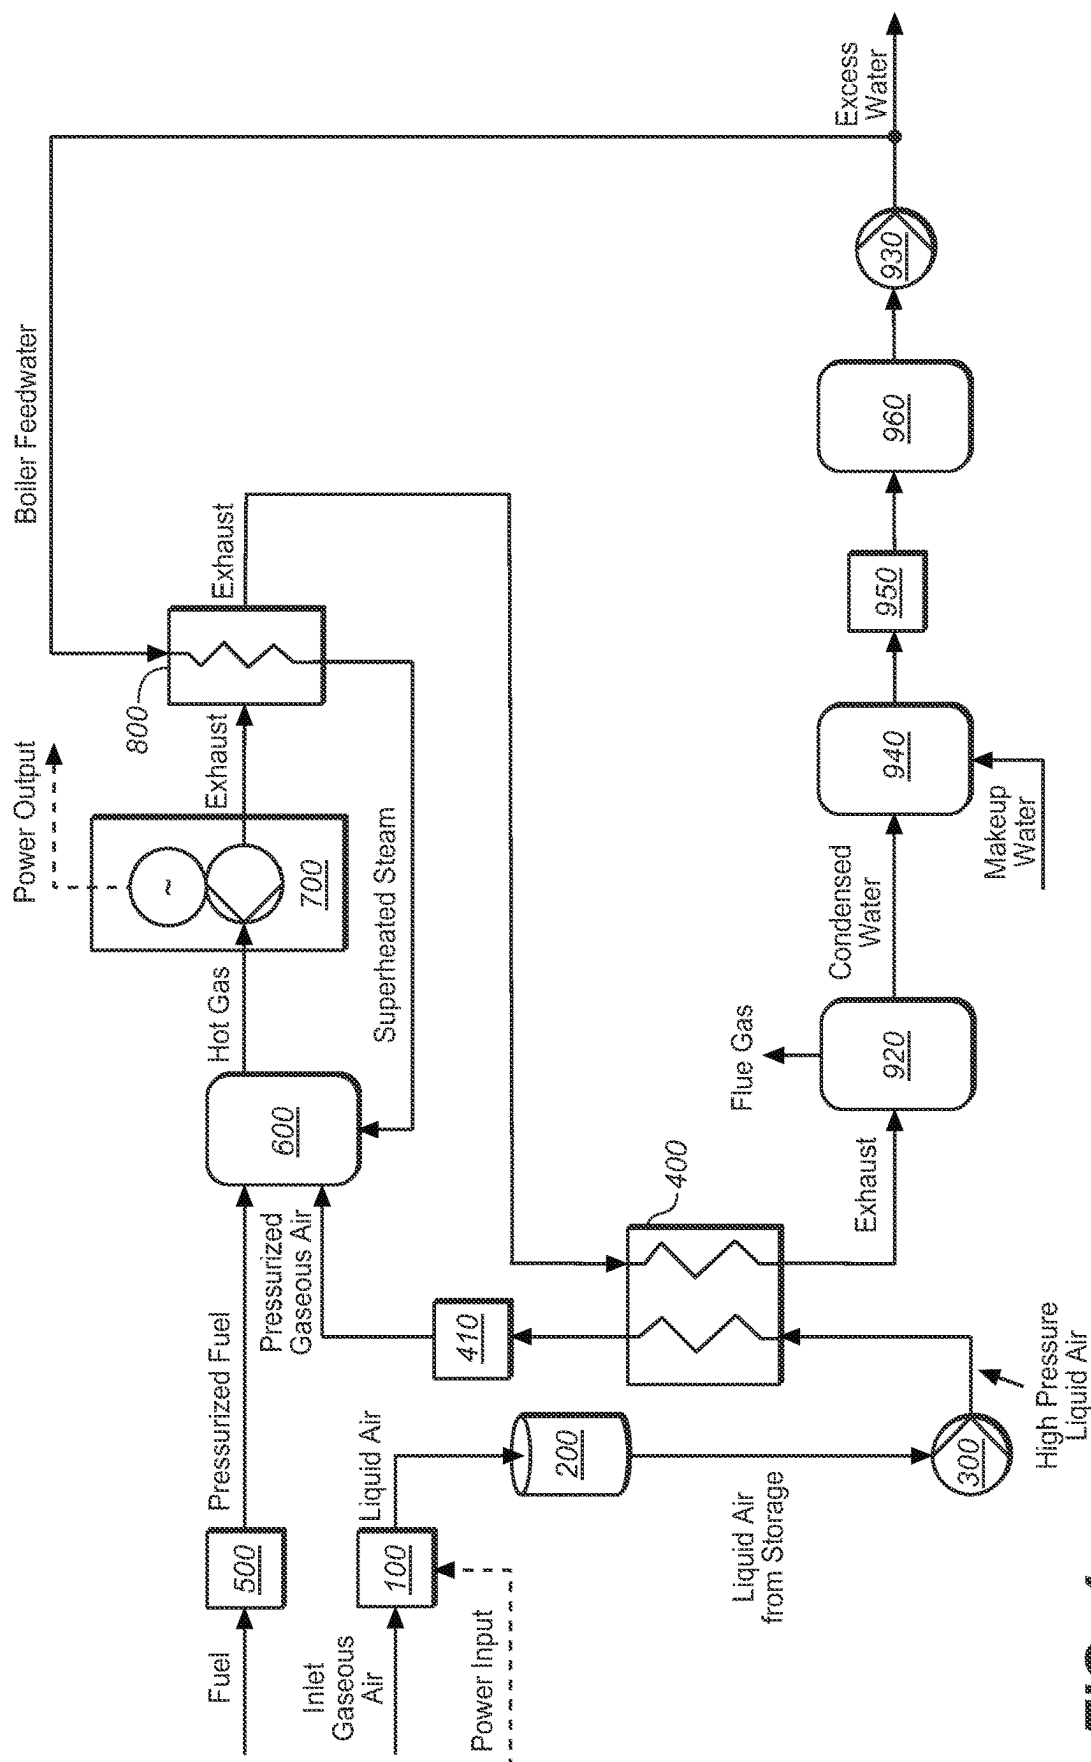 Excess
Water
Boiler Feedwater
930
960
950
940
Makeup
Water
Condensed
Water
920
Flue Gas
Exhaust
Exhaust
800
Exhaust
Power Output
~
700
Hot Gas
Superheated Steam
600
Pressurized
Gaseous Air
400
410
Pressurized Fuel
500
Fuel
Liquid Air
100
Inlet
Gaseous
Air
Power Input
200
Liquid Air
from Storage
300
High Pressure
Liquid Air